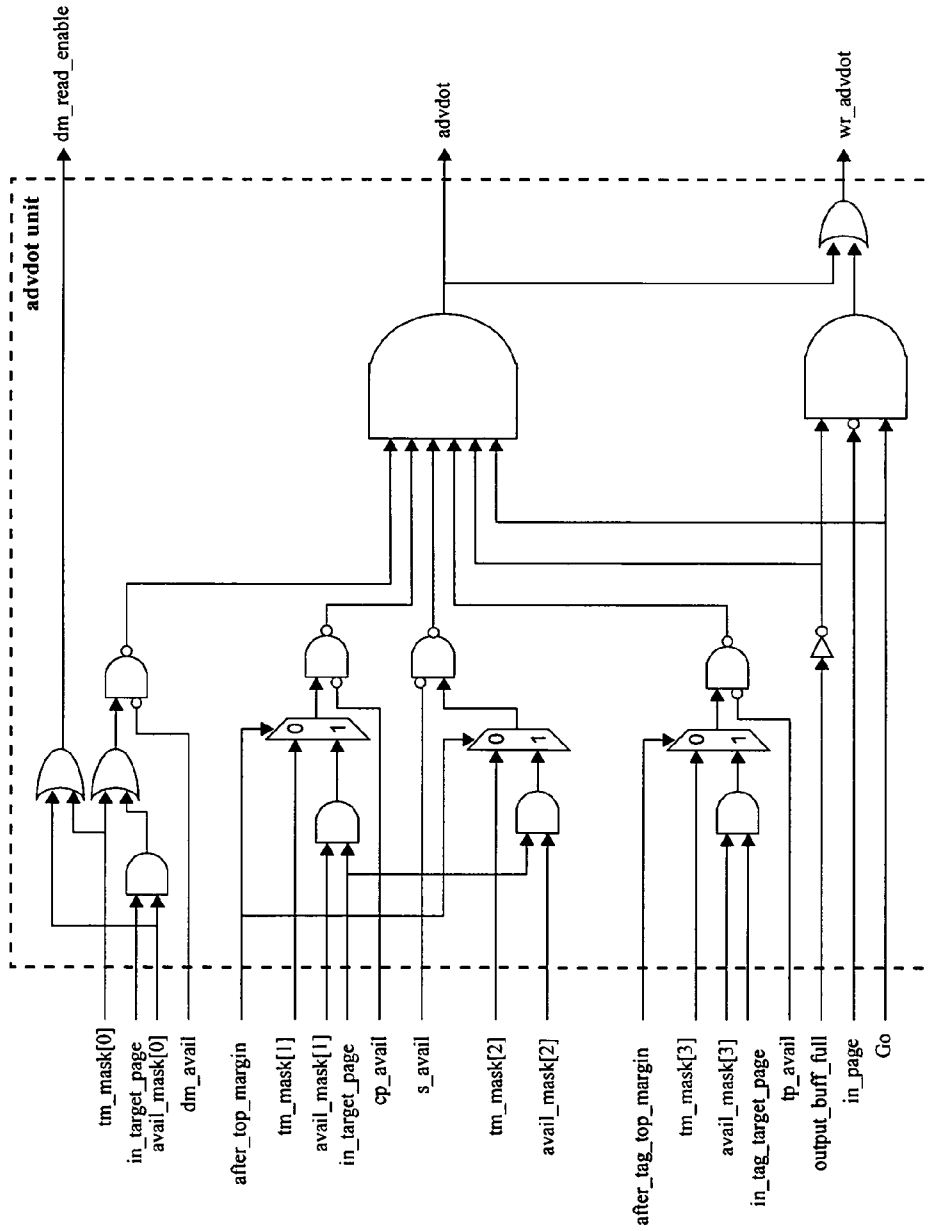 dm_read_enable
advdot unit
advdot
wr_advdot
tm_mask[0]
in_target_page
avail_mask[0]
dm_avail
after_top_margin
0
tm_mask[1]
1
avail_mask[1]
in_target_page
cp_avail
s_avail
0
tm_mask[2]
1
avail_mask[2]
after_tag_top_margin
0
tm_mask[3]
1
avail_mask[3]
in_tag_target_page
tp_avail
output_buff_full
in_page
Go